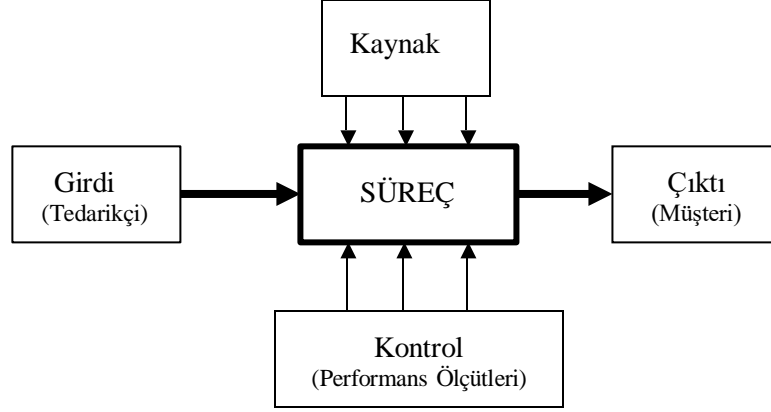 Kaynak
Girdi
(Tedarikçi)
SÜREÇ
Çıktı
(Müşteri)
Kontrol
(Performans Ölçütleri)